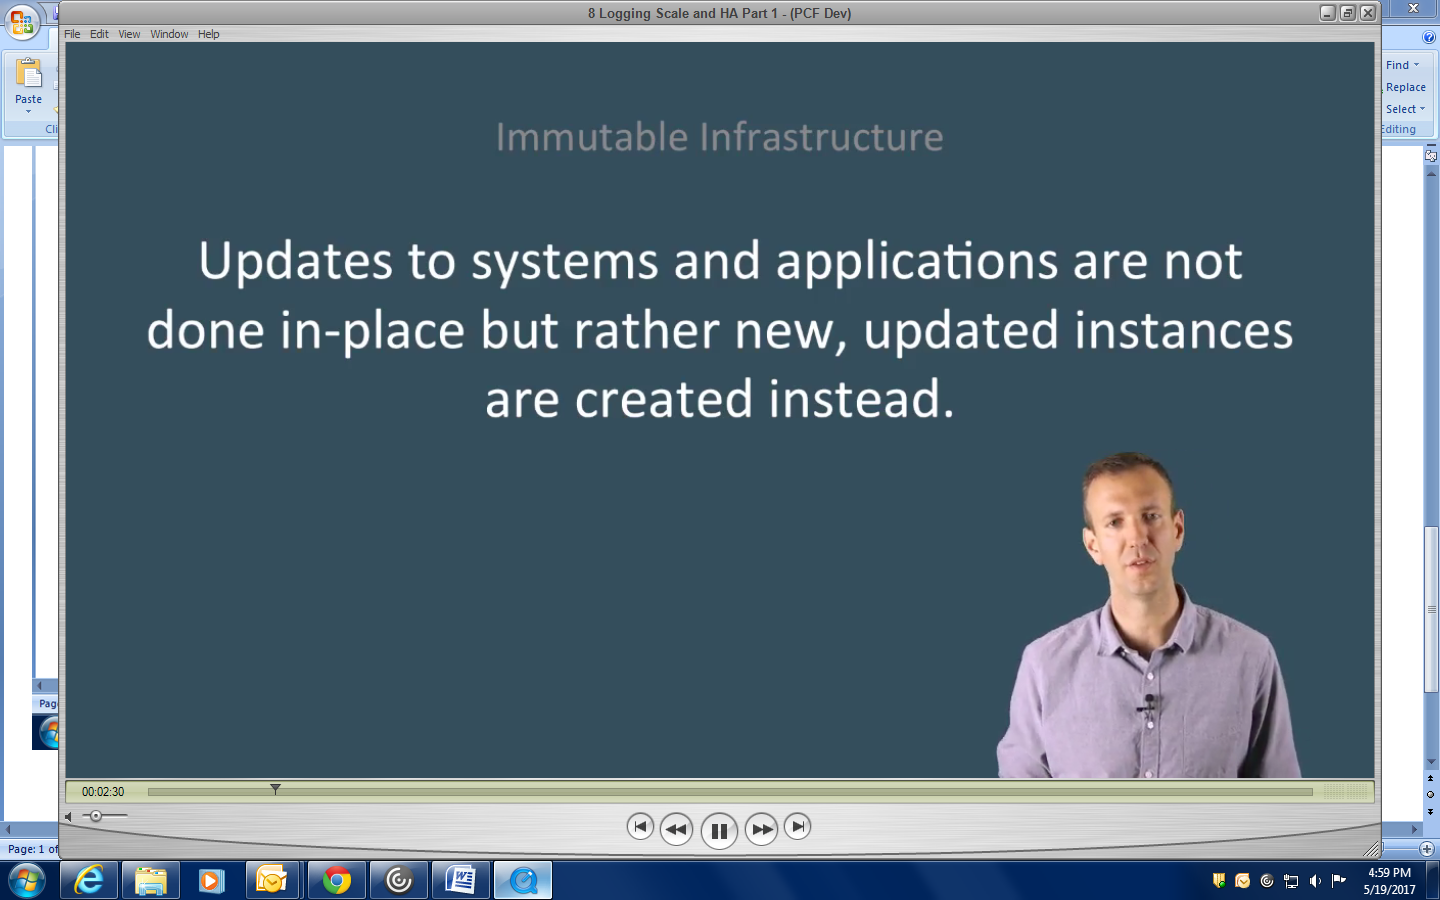 8 Logging Scale and HA Part 1 - (PCF Dev)
File Edit View Window Help
Paste
Find
Replace
Select
Editing
Immutable Infrastructure
Updates to systems and applications are not
done in-place but rather new, updated instances
are created instead.
00:02:30
Page: 1 of
4:59 PM
5/19/2017